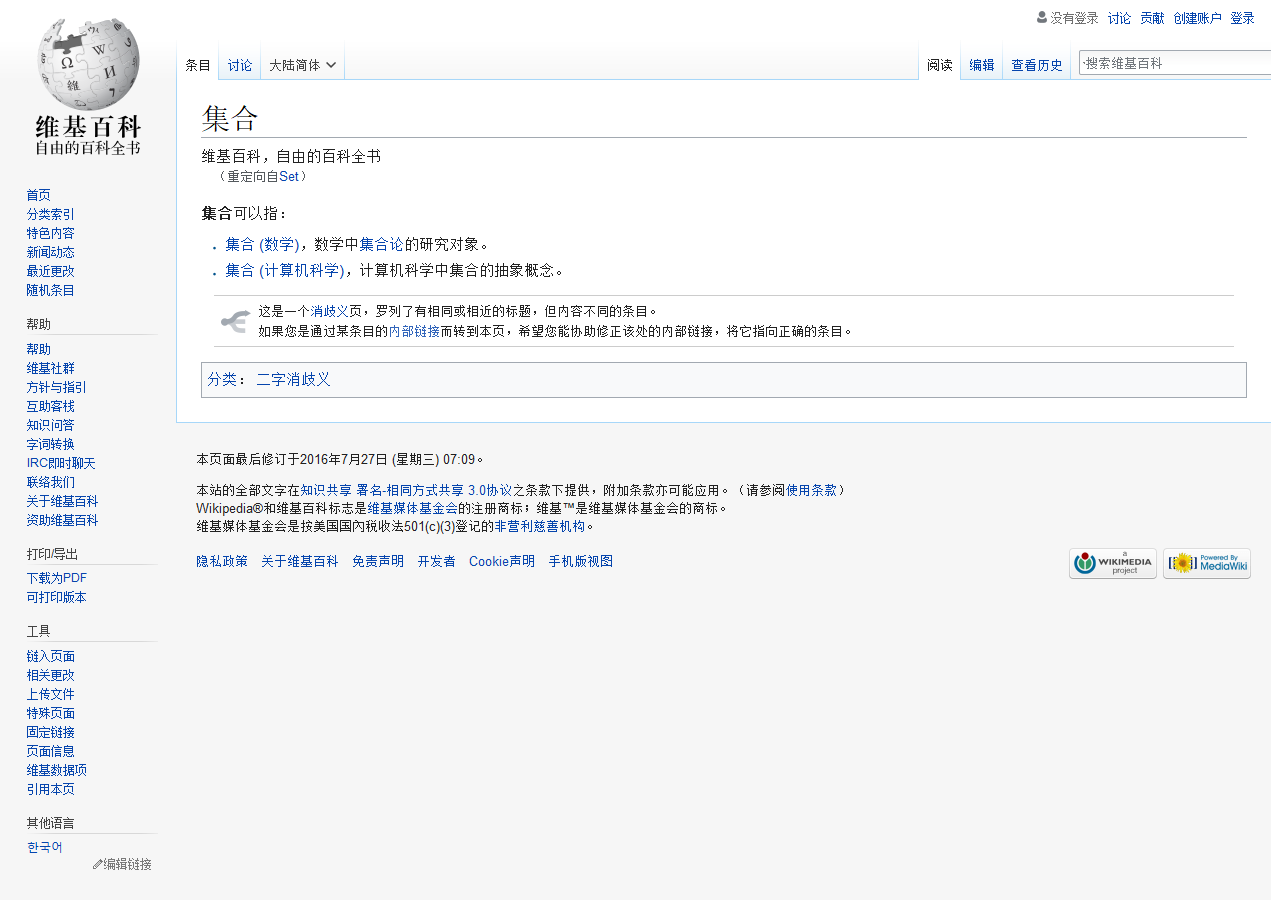 没有登录 讨论 贡献 创建账户 登录
条目 讨论 大陆简体 阅读 编辑 查看历史 搜索维基百科
Ω W И 維
维基百科
自由的百科全书
集合
维基百科，自由的百科全书
（重定向自Set）
集合可以指：
集合 (数学)，数学中集合论的研究对象。
集合 (计算机科学)，计算机科学中集合的抽象概念。
这是一个消歧义页，罗列了有相同或相近的标题，但内容不同的条目。
如果您是通过某条目的内部链接而转到本页，希望您能协助修正该处的内部链接，将它指向正确的条目。
分类： 二字消歧义
首页
分类索引
特色内容
新闻动态
最近更改
随机条目
帮助
帮助
维基社群
方针与指引
互助客栈
知识问答
字词转换
IRC即时聊天
联络我们
关于维基百科
资助维基百科
打印/导出
下载为PDF
可打印版本
工具
链入页面
相关更改
上传文件
特殊页面
固定链接
页面信息
维基数据项
引用本页
其他语言
한국어
编辑链接
本页面最后修订于2016年7月27日 (星期三) 07:09。
本站的全部文字在知识共享 署名-相同方式共享 3.0协议之条款下提供，附加条款亦可能应用。（请参阅使用条款）
Wikipedia®和维基百科标志是维基媒体基金会的注册商标；维基™是维基媒体基金会的商标。
维基媒体基金会是按美国国內税收法501(c)(3)登记的非营利慈善机构。
隐私政策 关于维基百科 免责声明 开发者 Cookie声明 手机版视图
a
WIKIMEDIA
project
Powered By
MediaWiki